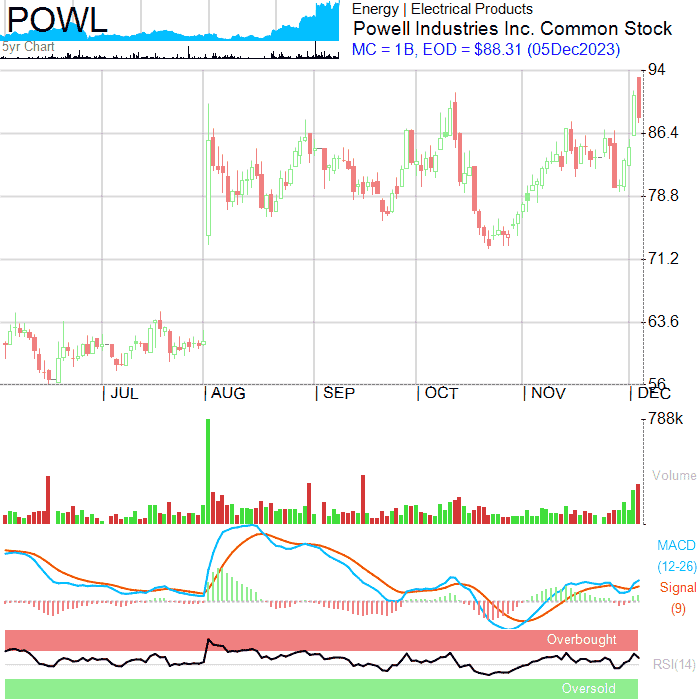 POWL
5yr Chart
Energy | Electrical Products
Powell Industries Inc. Common Stock
MC = 1B, EOD = $88.31 (05Dec2023)
94
86.4
78.8
71.2
63.6
56
JUL AUG SEP OCT NOV DEC
788k
Volume
MACD
(12-26)
Signal
(9)
Overbought
RSI(14)
Oversold